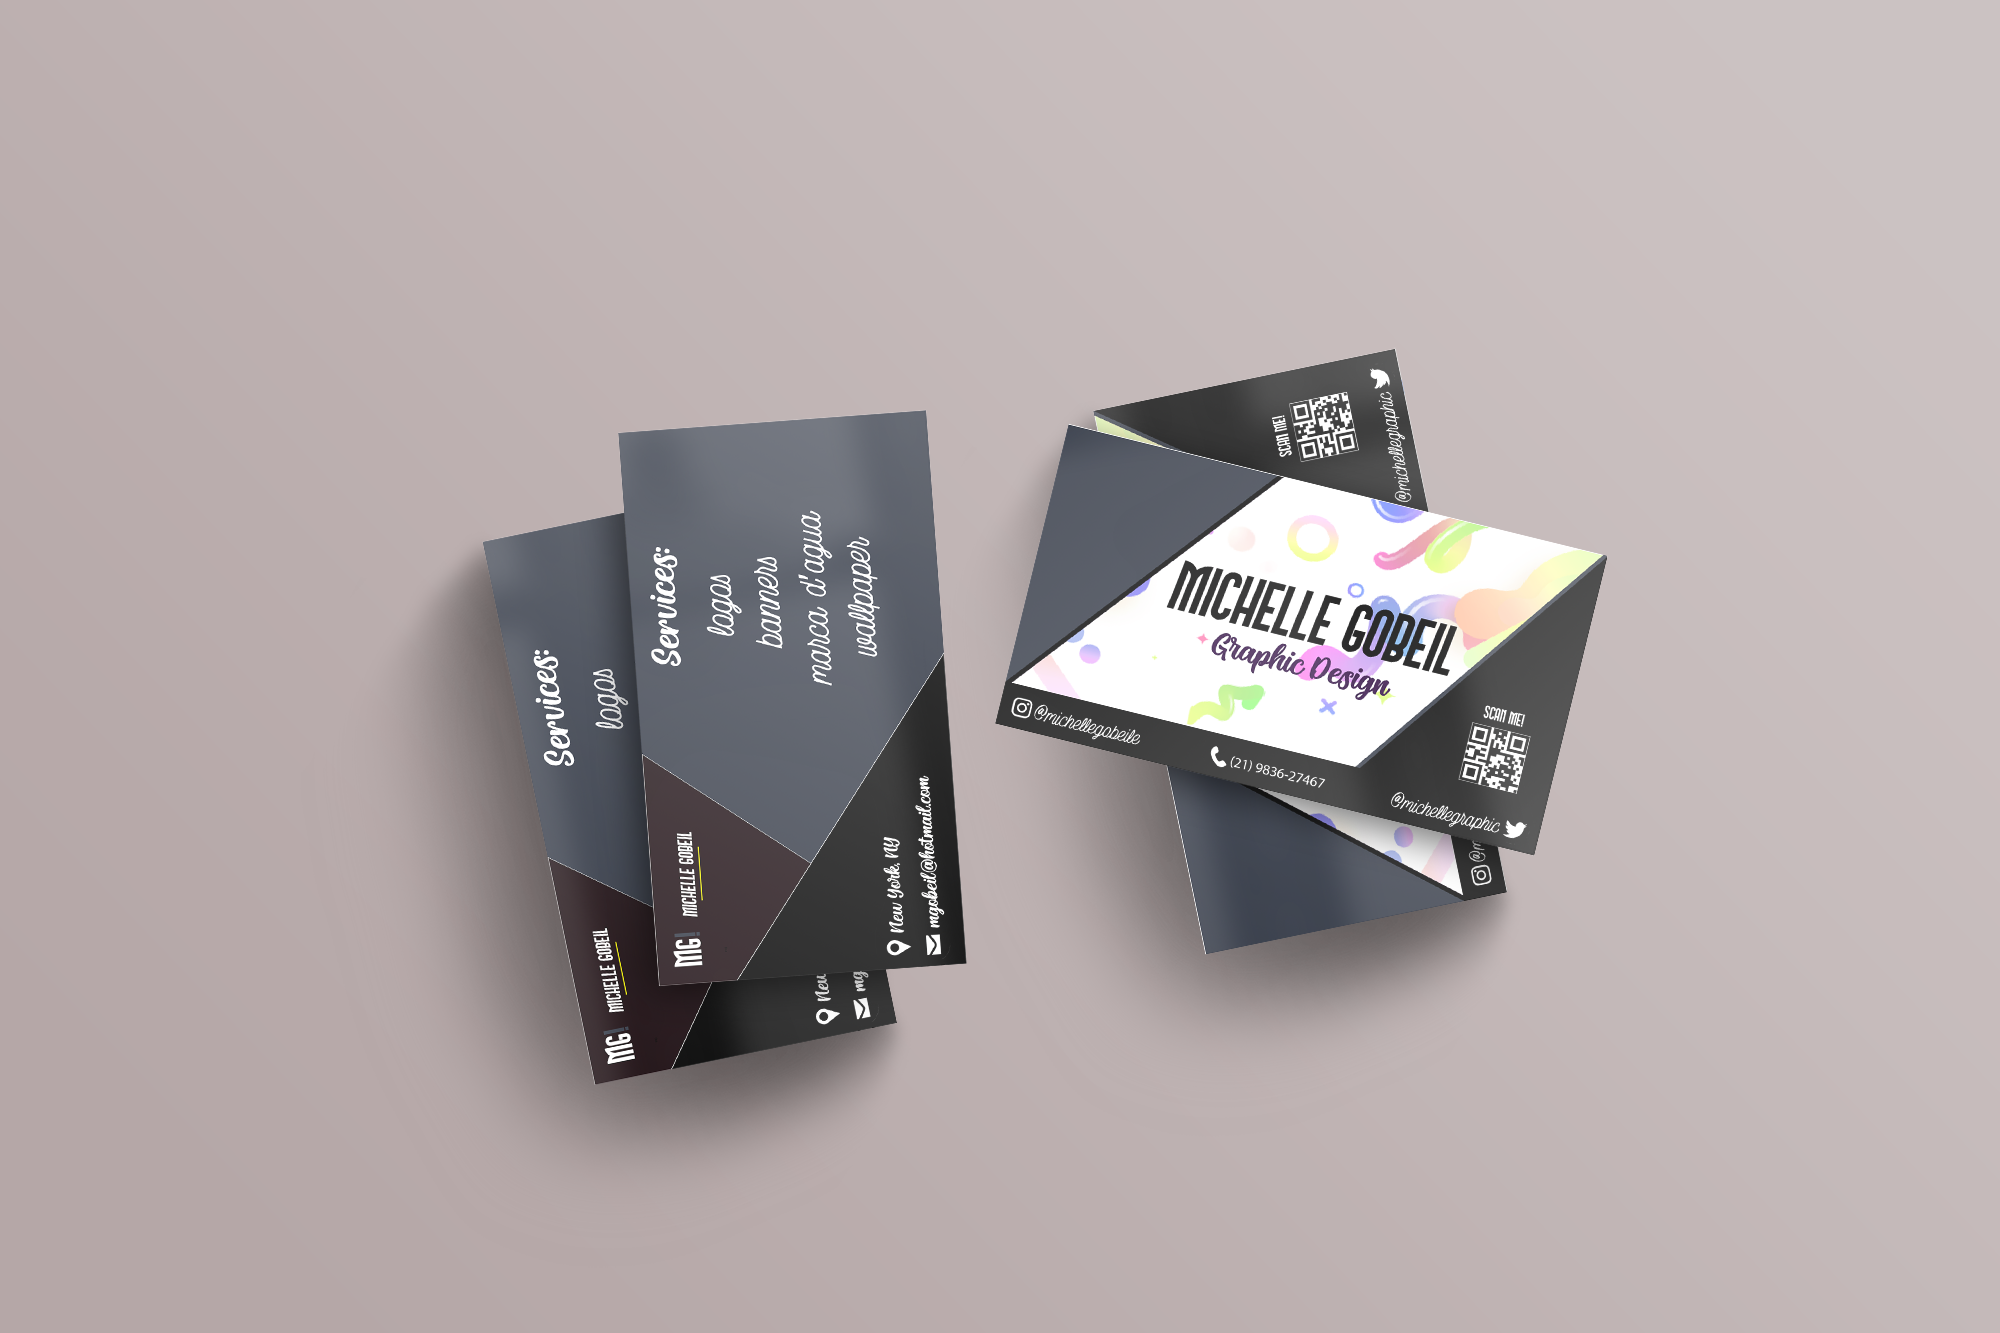 Services:
logos
banners
marca d'agua
wallpaper
MG!
MICHELLE GOBEIL
New York, NY
mgobeil@hotmail.com
Services:
logos
MG!
MICHELLE GOBEIL
New
mg
MICHELLE GOBEIL
Graphic Design
@michellegobeile
(21) 9836-27467
SCAN ME!
@michellegraphic
SCAN ME!
@michellegraphic
@m